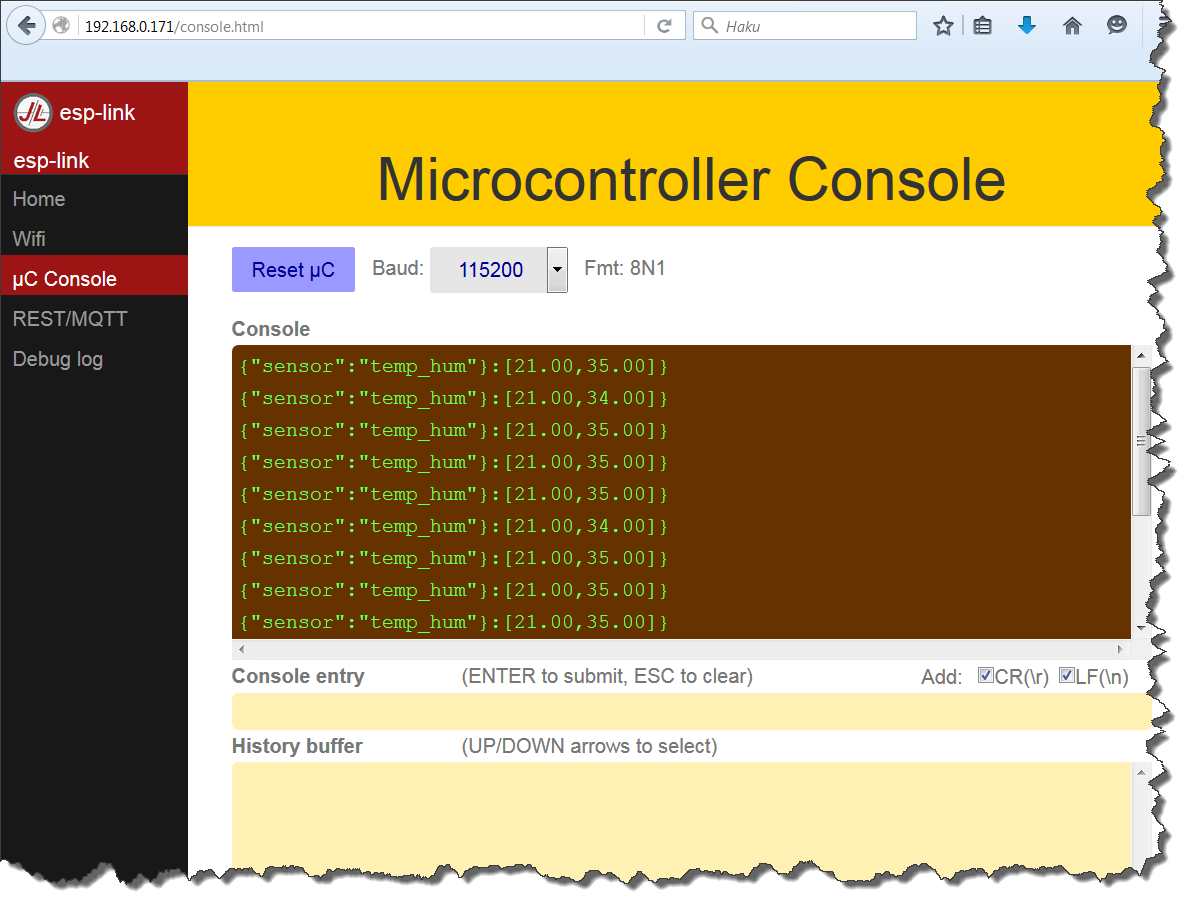 192.168.0.171/console.html
Haku
JL esp-link
esp-link
Home
Wifi
µC Console
REST/MQTT
Debug log
Microcontroller Console
Reset µC Baud: 115200 Fmt: 8N1
Console
{"sensor":"temp_hum"}:[21.00,35.00]}
{"sensor":"temp_hum"}:[21.00,34.00]}
{"sensor":"temp_hum"}:[21.00,35.00]}
{"sensor":"temp_hum"}:[21.00,35.00]}
{"sensor":"temp_hum"}:[21.00,35.00]}
{"sensor":"temp_hum"}:[21.00,34.00]}
{"sensor":"temp_hum"}:[21.00,35.00]}
{"sensor":"temp_hum"}:[21.00,35.00]}
{"sensor":"temp_hum"}:[21.00,35.00]}
Console entry (ENTER to submit, ESC to clear) Add: CR(\r) LF(\n)
History buffer (UP/DOWN arrows to select)